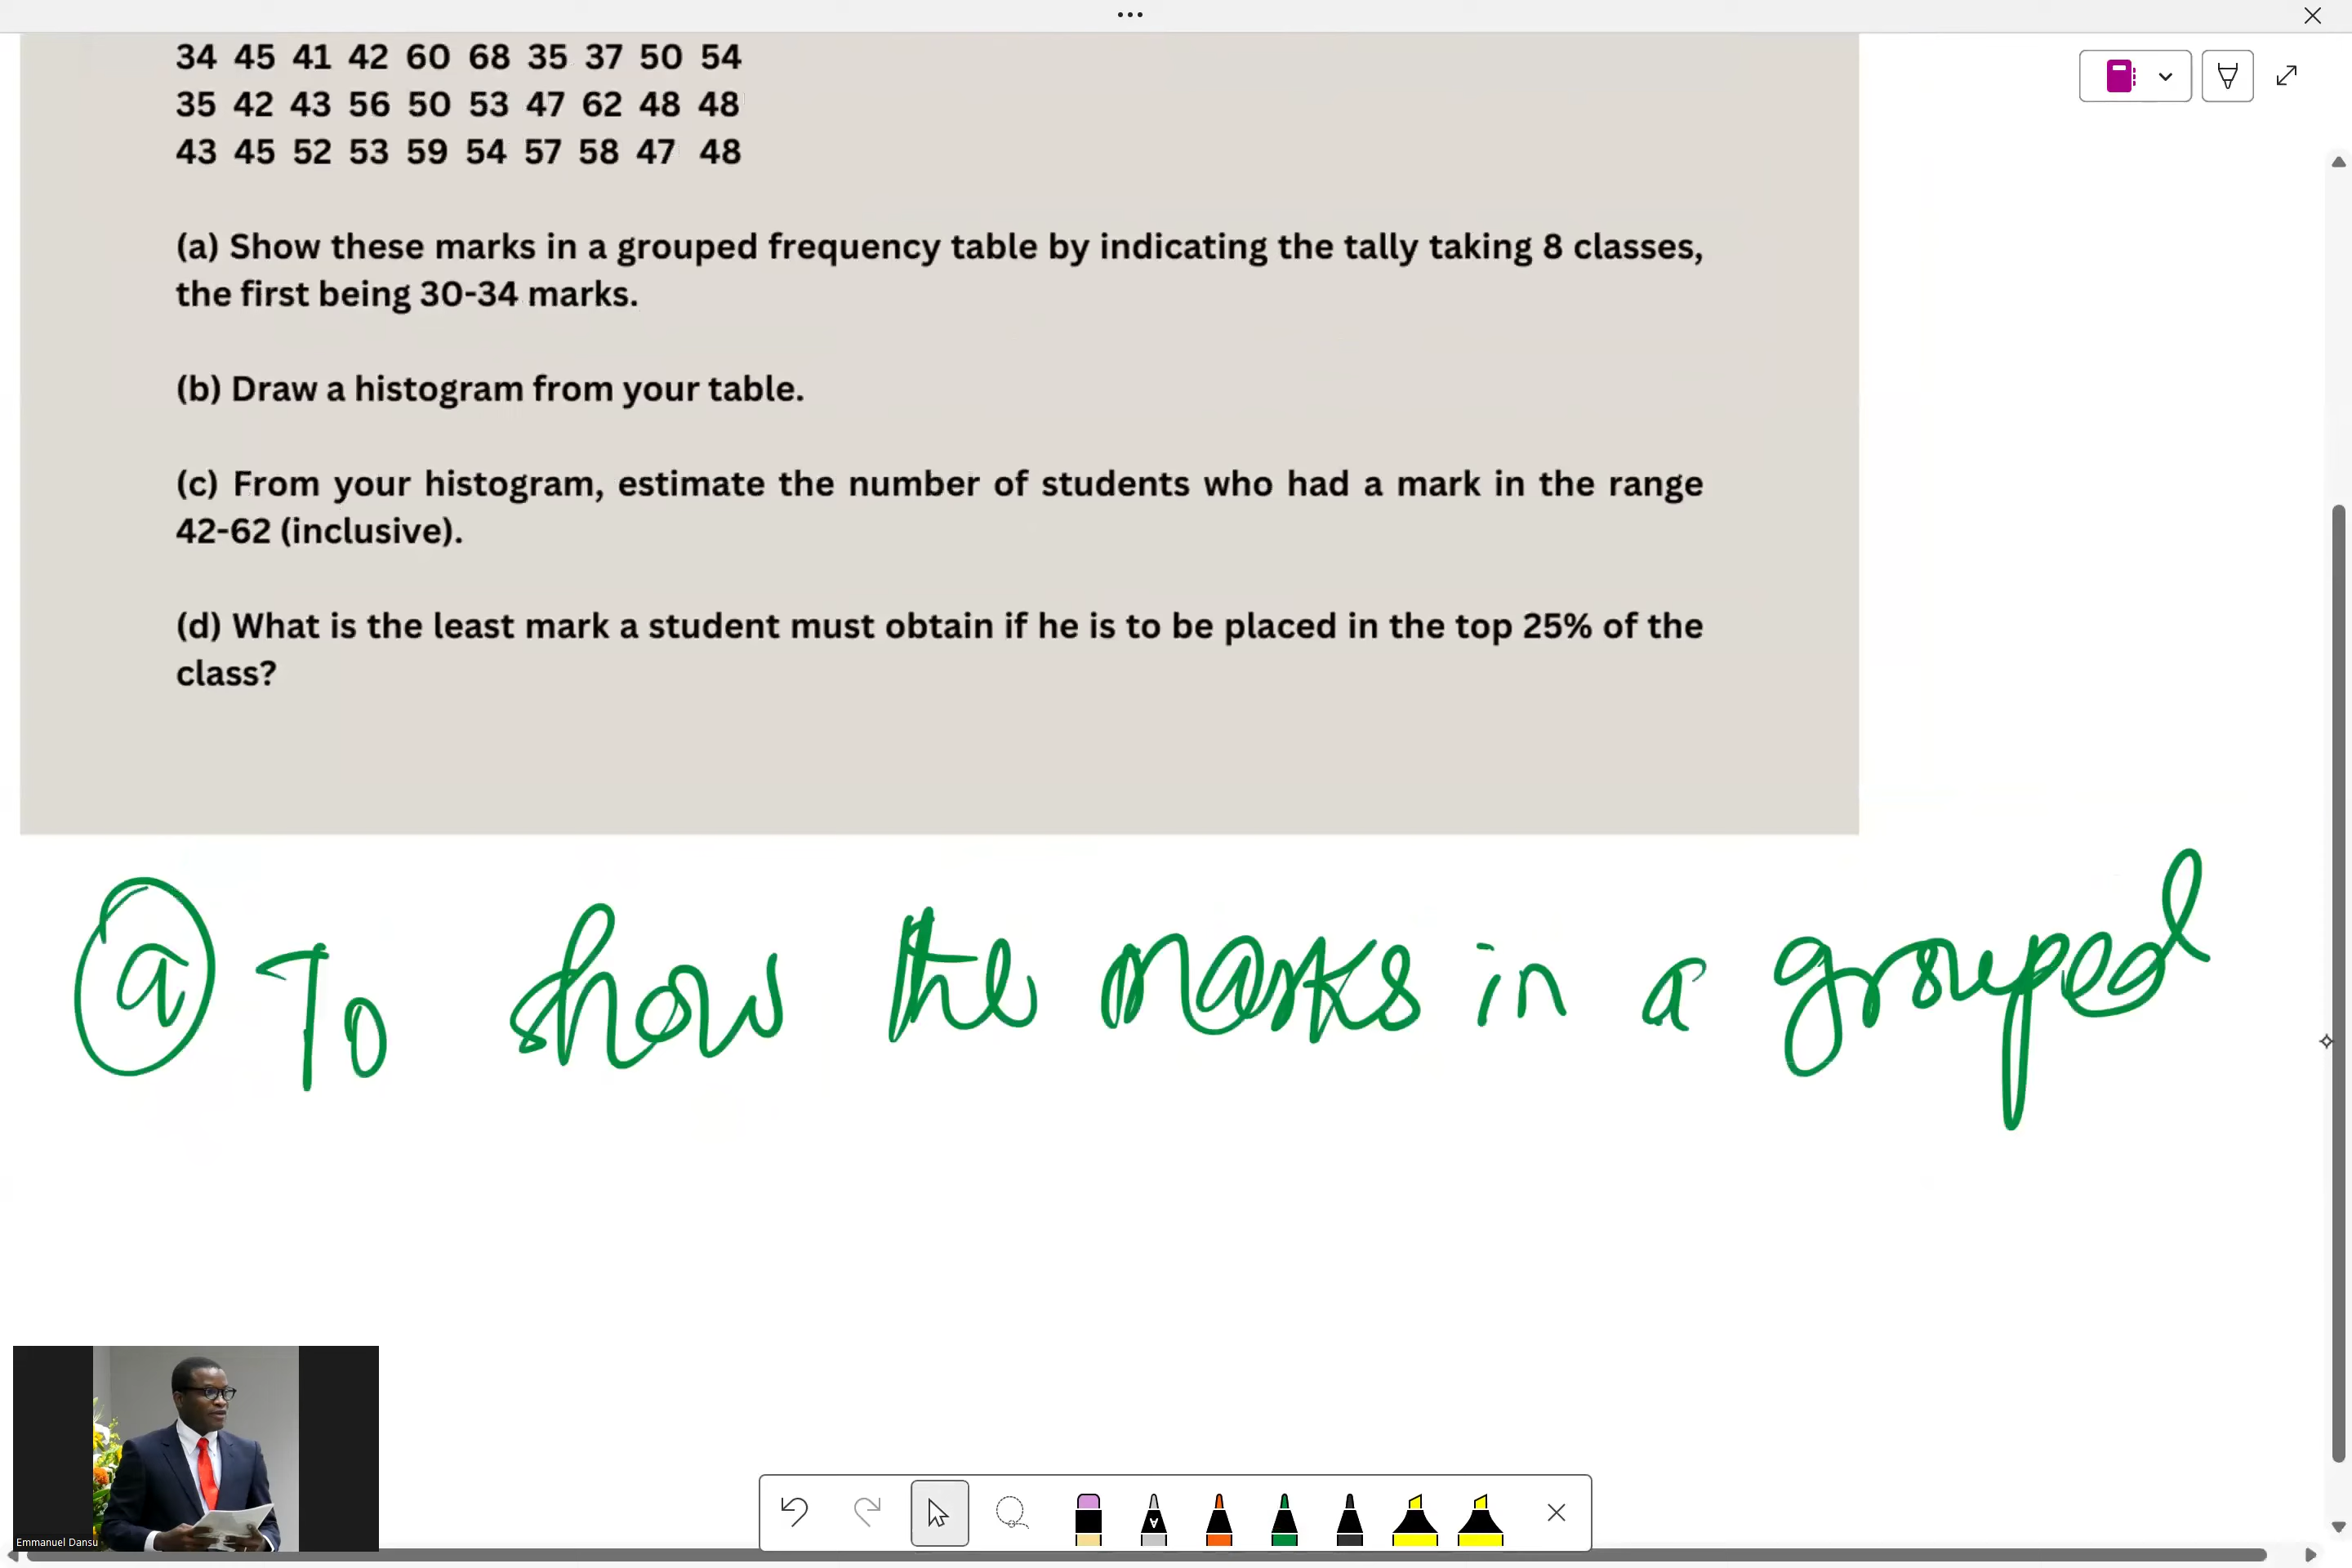 34 45 41 42 60 68 35 37 50 54
35 42 43 56 50 53 47 62 48 48
43 45 52 53 59 54 57 58 47 48
(a) Show these marks in a grouped frequency table by indicating the tally taking 8 classes,
the first being 30-34 marks.
(b) Draw a histogram from your table.
(c) From your histogram, estimate the number of students who had a mark in the range
42-62 (inclusive).
(d) What is the least mark a student must obtain if he is to be placed in the top 25% of the
class?
a To show the marks in a grouped
Emmanuel Dansu